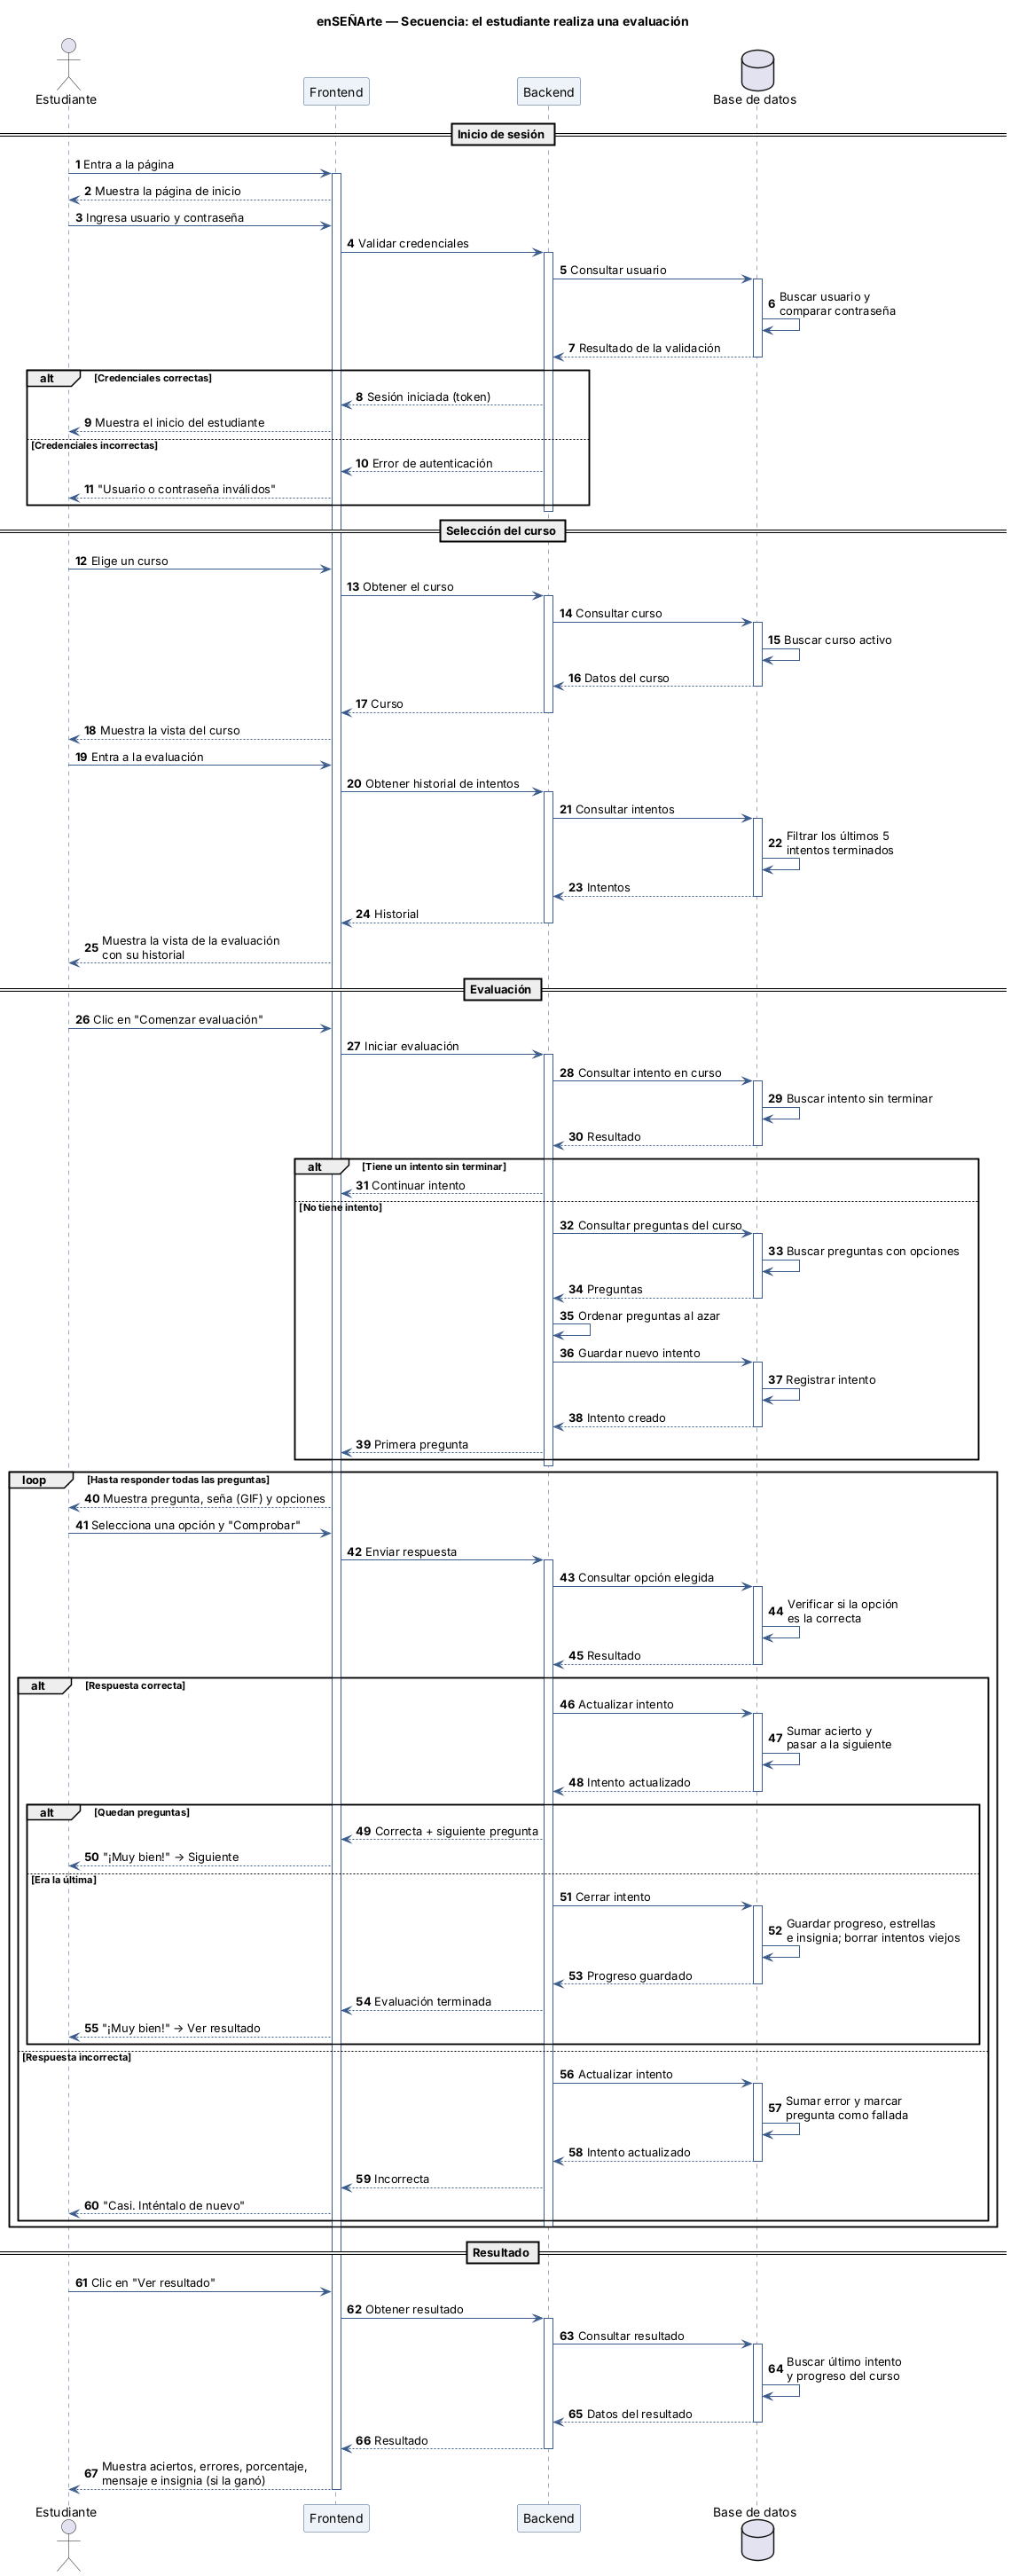 enSEÑArte — Secuencia: el estudiante realiza una evaluación
Estudiante
Frontend
Backend
Base de datos
Inicio de sesión
1 Entra a la página
2 Muestra la página de inicio
3 Ingresa usuario y contraseña
4 Validar credenciales
5 Consultar usuario
6 Buscar usuario y
comparar contraseña
7 Resultado de la validación
alt [Credenciales correctas]
8 Sesión iniciada (token)
9 Muestra el inicio del estudiante
[Credenciales incorrectas]
10 Error de autenticación
11 "Usuario o contraseña inválidos"
Selección del curso
12 Elige un curso
13 Obtener el curso
14 Consultar curso
15 Buscar curso activo
16 Datos del curso
17 Curso
18 Muestra la vista del curso
19 Entra a la evaluación
20 Obtener historial de intentos
21 Consultar intentos
22 Filtrar los últimos 5
intentos terminados
23 Intentos
24 Historial
25 Muestra la vista de la evaluación
con su historial
Evaluación
26 Clic en "Comenzar evaluación"
27 Iniciar evaluación
28 Consultar intento en curso
29 Buscar intento sin terminar
30 Resultado
alt [Tiene un intento sin terminar]
31 Continuar intento
[No tiene intento]
32 Consultar preguntas del curso
33 Buscar preguntas con opciones
34 Preguntas
35 Ordenar preguntas al azar
36 Guardar nuevo intento
37 Registrar intento
38 Intento creado
39 Primera pregunta
loop [Hasta responder todas las preguntas]
40 Muestra pregunta, seña (GIF) y opciones
41 Selecciona una opción y "Comprobar"
42 Enviar respuesta
43 Consultar opción elegida
44 Verificar si la opción
es la correcta
45 Resultado
alt [Respuesta correcta]
46 Actualizar intento
47 Sumar acierto y
pasar a la siguiente
48 Intento actualizado
alt [Quedan preguntas]
49 Correcta + siguiente pregunta
50 "¡Muy bien!" → Siguiente
[Era la última]
51 Cerrar intento
52 Guardar progreso, estrellas
e insignia; borrar intentos viejos
53 Progreso guardado
54 Evaluación terminada
55 "¡Muy bien!" → Ver resultado
[Respuesta incorrecta]
56 Actualizar intento
57 Sumar error y marcar
pregunta como fallada
58 Intento actualizado
59 Incorrecta
60 "Casi. Inténtalo de nuevo"
Resultado
61 Clic en "Ver resultado"
62 Obtener resultado
63 Consultar resultado
64 Buscar último intento
y progreso del curso
65 Datos del resultado
66 Resultado
67 Muestra aciertos, errores, porcentaje,
mensaje e insignia (si la ganó)
Estudiante
Frontend
Backend
Base de datos